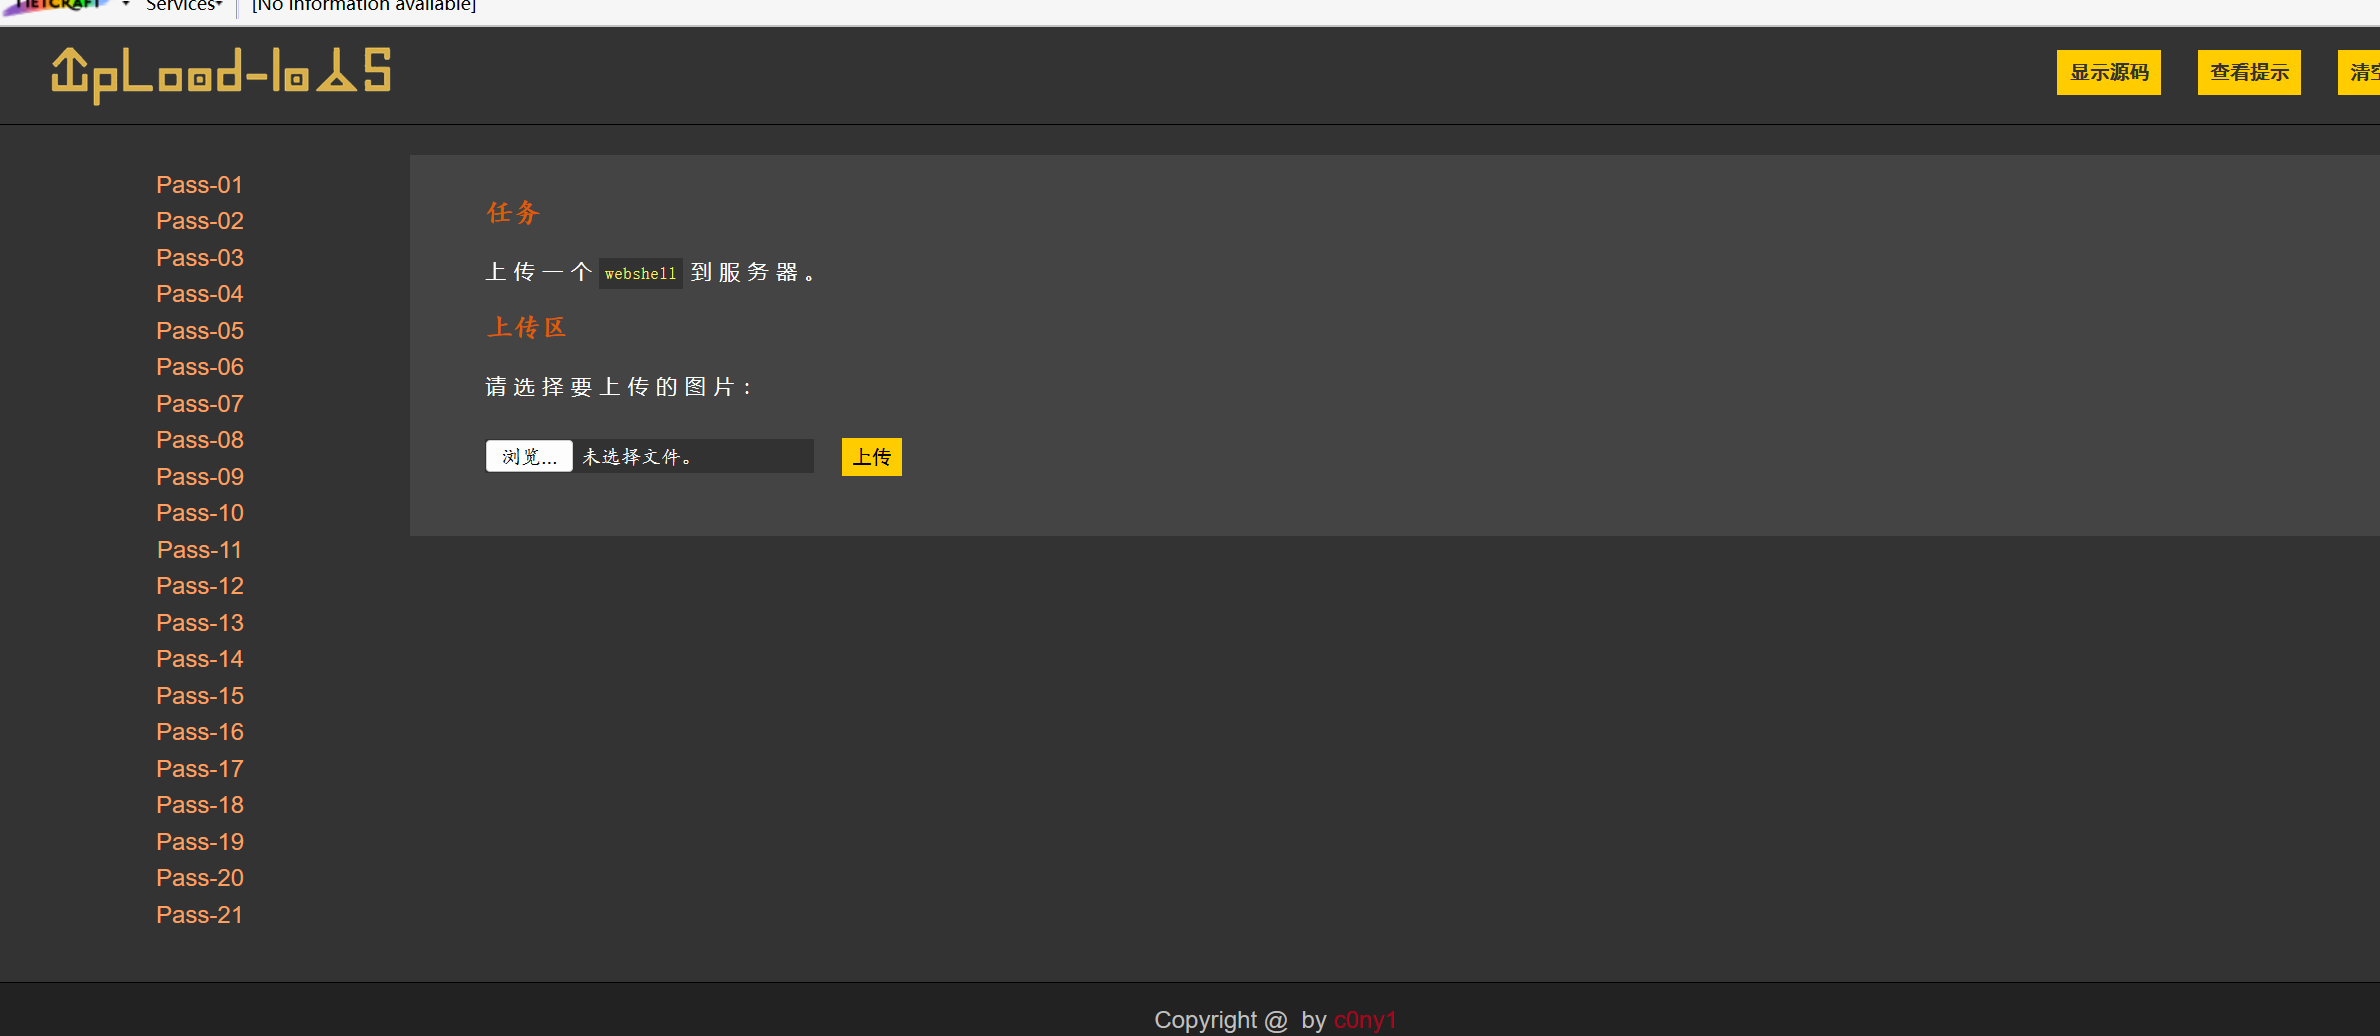 Services [No information available]
UpLoad-labs
显示源码 查看提示 清空
Pass-01
Pass-02
Pass-03
Pass-04
Pass-05
Pass-06
Pass-07
Pass-08
Pass-09
Pass-10
Pass-11
Pass-12
Pass-13
Pass-14
Pass-15
Pass-16
Pass-17
Pass-18
Pass-19
Pass-20
Pass-21
任务
上传一个 webshell 到服务器。
上传区
请选择要上传的图片：
浏览... 未选择文件。 上传
Copyright @ by c0ny1